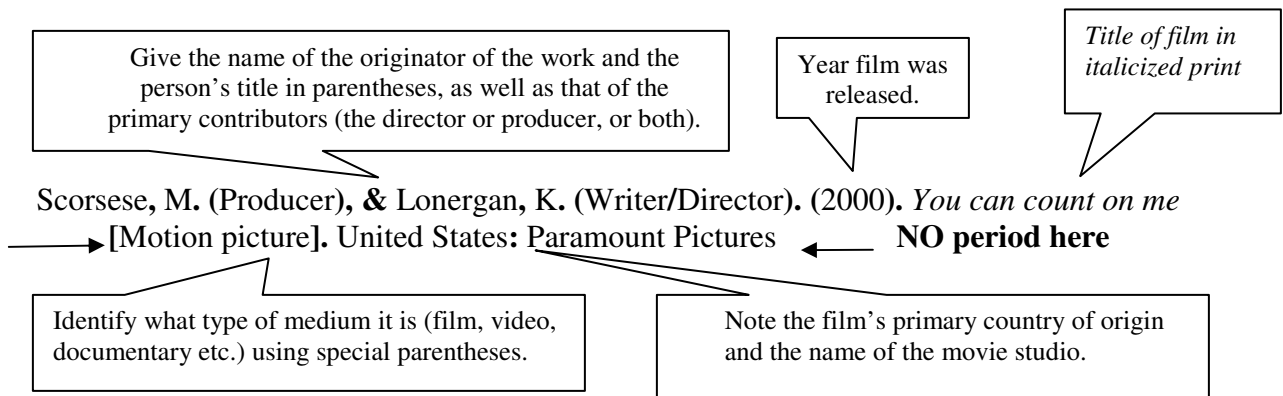 Give the name of the originator of the work and the
person's title in parentheses, as well as that of the
primary contributors (the director or producer, or both).
Year film was
released.
Title of film in
italicized print
Scorsese, M. (Producer), & Lonergan, K. (Writer/Director). (2000). You can count on me
[Motion picture]. United States: Paramount Pictures
NO period here
Identify what type of medium it is (film, video,
documentary etc.) using special parentheses.
Note the film's primary country of origin
and the name of the movie studio.